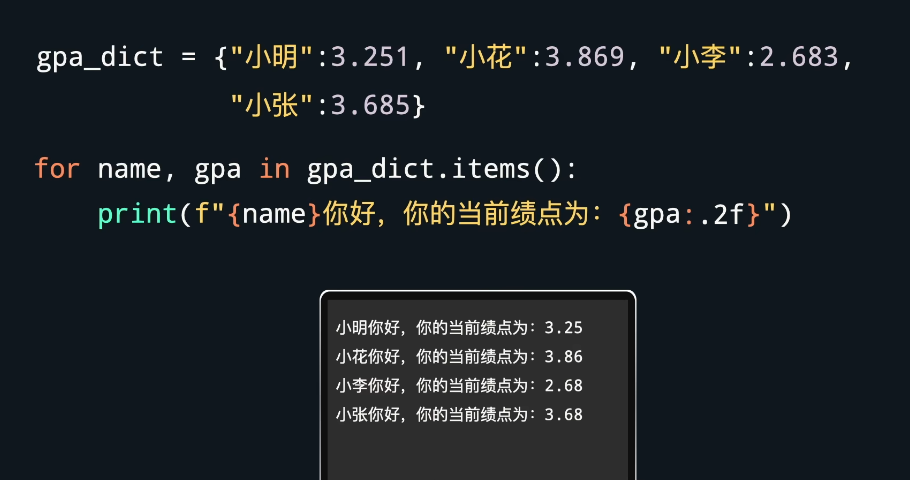 gpa_dict = {"小明":3.251, "小花":3.869, "小李":2.683,
"小张":3.685}
for name, gpa in gpa_dict.items():
print(f"{name}你好，你的当前绩点为：{gpa:.2f}")
小明你好，你的当前绩点为：3.25
小花你好，你的当前绩点为：3.86
小李你好，你的当前绩点为：2.68
小张你好，你的当前绩点为：3.68